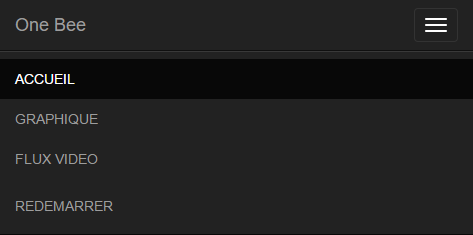 One Bee
ACCUEIL
GRAPHIQUE
FLUX VIDEO
REDEMARRER